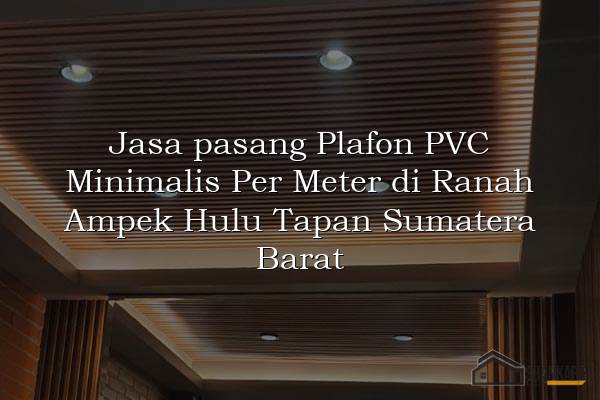 Jasa pasang Plafon PVC
Minimalis Per Meter di Ranah
Ampek Hulu Tapan Sumatera
Barat